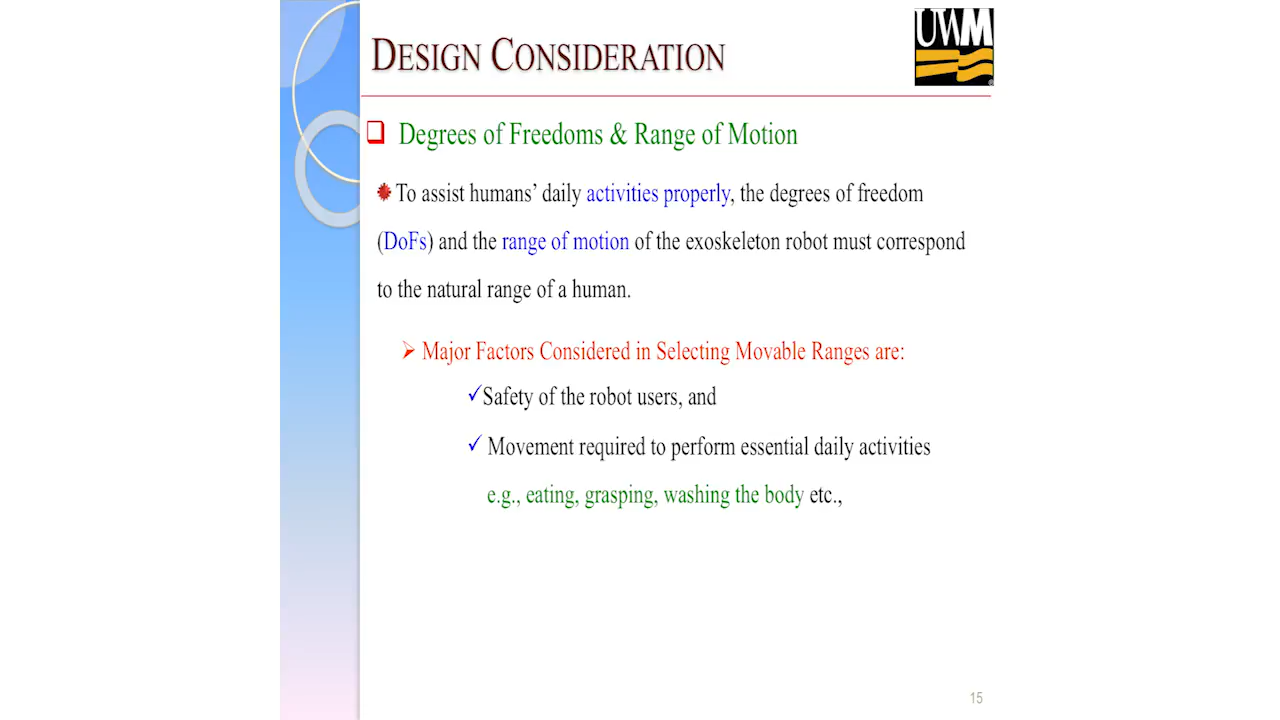 DESIGN CONSIDERATION
UWM
Degrees of Freedoms & Range of Motion
To assist humans’ daily activities properly, the degrees of freedom
(DoFs) and the range of motion of the exoskeleton robot must correspond
to the natural range of a human.
Major Factors Considered in Selecting Movable Ranges are:
Safety of the robot users, and
Movement required to perform essential daily activities
e.g., eating, grasping, washing the body etc.,
15